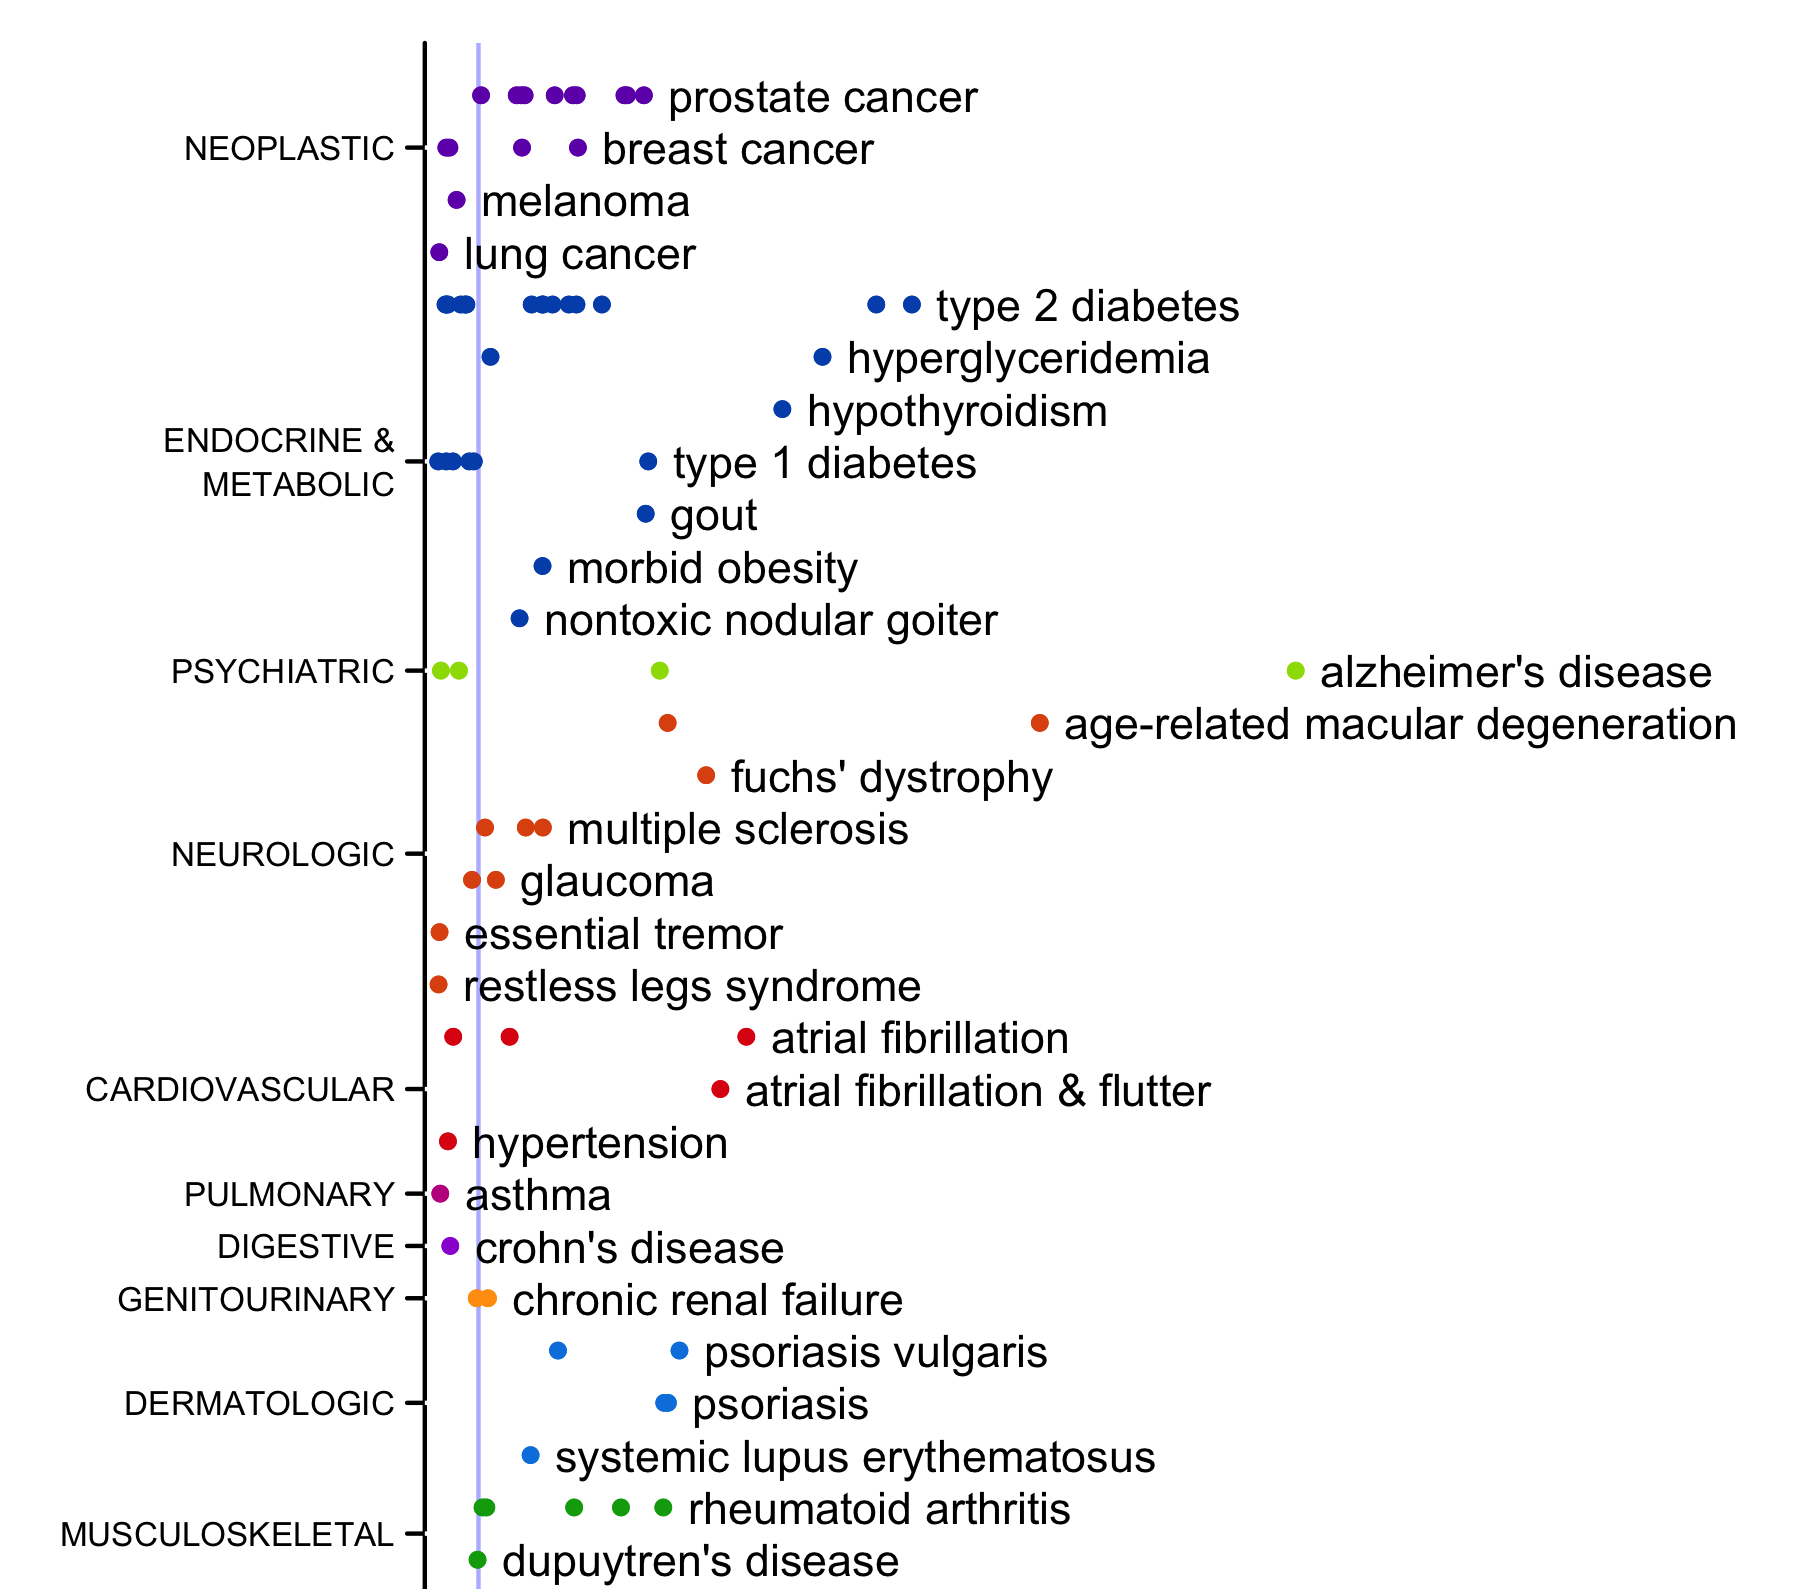 prostate cancer
NEOPLASTIC
breast cancer
melanoma
lung cancer
type 2 diabetes
hyperglyceridemia
hypothyroidism
ENDOCRINE &
METABOLIC
type 1 diabetes
gout
morbid obesity
nontoxic nodular goiter
PSYCHIATRIC
alzheimer's disease
age-related macular degeneration
fuchs' dystrophy
multiple sclerosis
NEUROLOGIC
glaucoma
essential tremor
restless legs syndrome
atrial fibrillation
CARDIOVASCULAR
atrial fibrillation & flutter
hypertension
PULMONARY
asthma
DIGESTIVE
crohn's disease
GENITOURINARY
chronic renal failure
psoriasis vulgaris
DERMATOLOGIC
psoriasis
systemic lupus erythematosus
rheumatoid arthritis
MUSCULOSKELETAL
dupuytren's disease